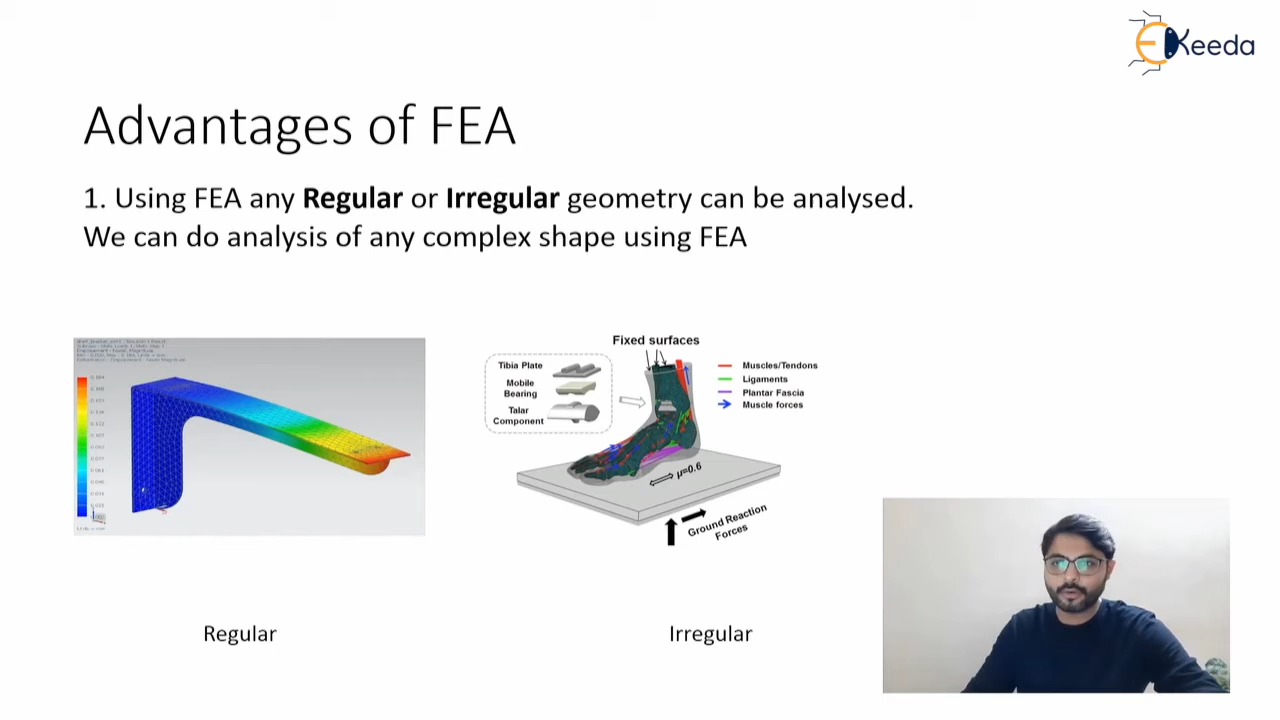 EKeeda
Advantages of FEA
1. Using FEA any Regular or Irregular geometry can be analysed.
We can do analysis of any complex shape using FEA
Fixed surfaces
Tibia Plate
Mobile
Bearing
Talar
Component
Muscles/Tendons
Ligaments
Plantar Fascia
Muscle forces
μ=0.6
Ground Reaction
Forces
Regular
Irregular